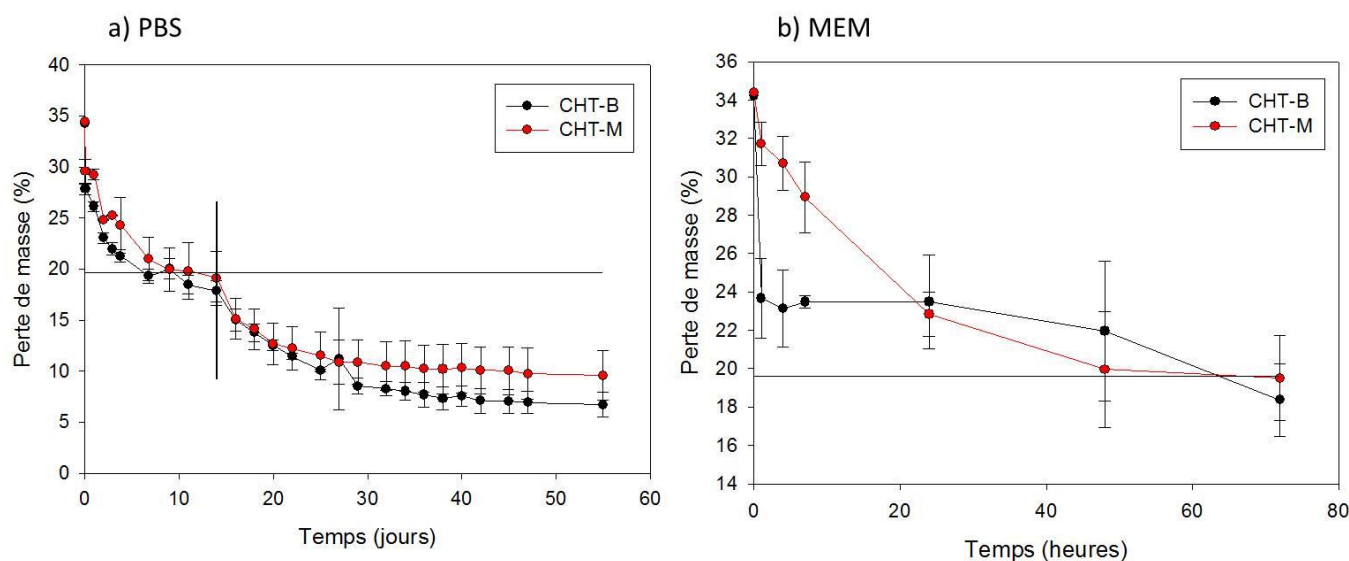 a) PBS
40
35
30
25
20
15
10
5
0
Perte de masse (%)
CHT-B
CHT-M
0 10 20 30 40 50 60
Temps (jours)
b) MEM
36
34
32
30
28
26
24
22
20
18
16
14
Perte de masse (%)
CHT-B
CHT-M
0 20 40 60 80
Temps (heures)